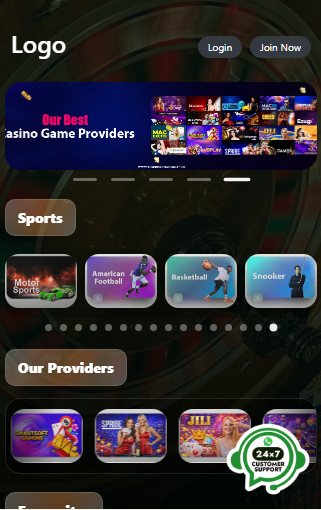 Logo
Login
Join Now
Our Best
Casino Game Providers
Sports
Motor
Sports
American
Football
Basketball
Snooker
Our Providers
SMARTSOFT
GAMING
SPRIBE
JILI
24x7
CUSTOMER
SUPPORT